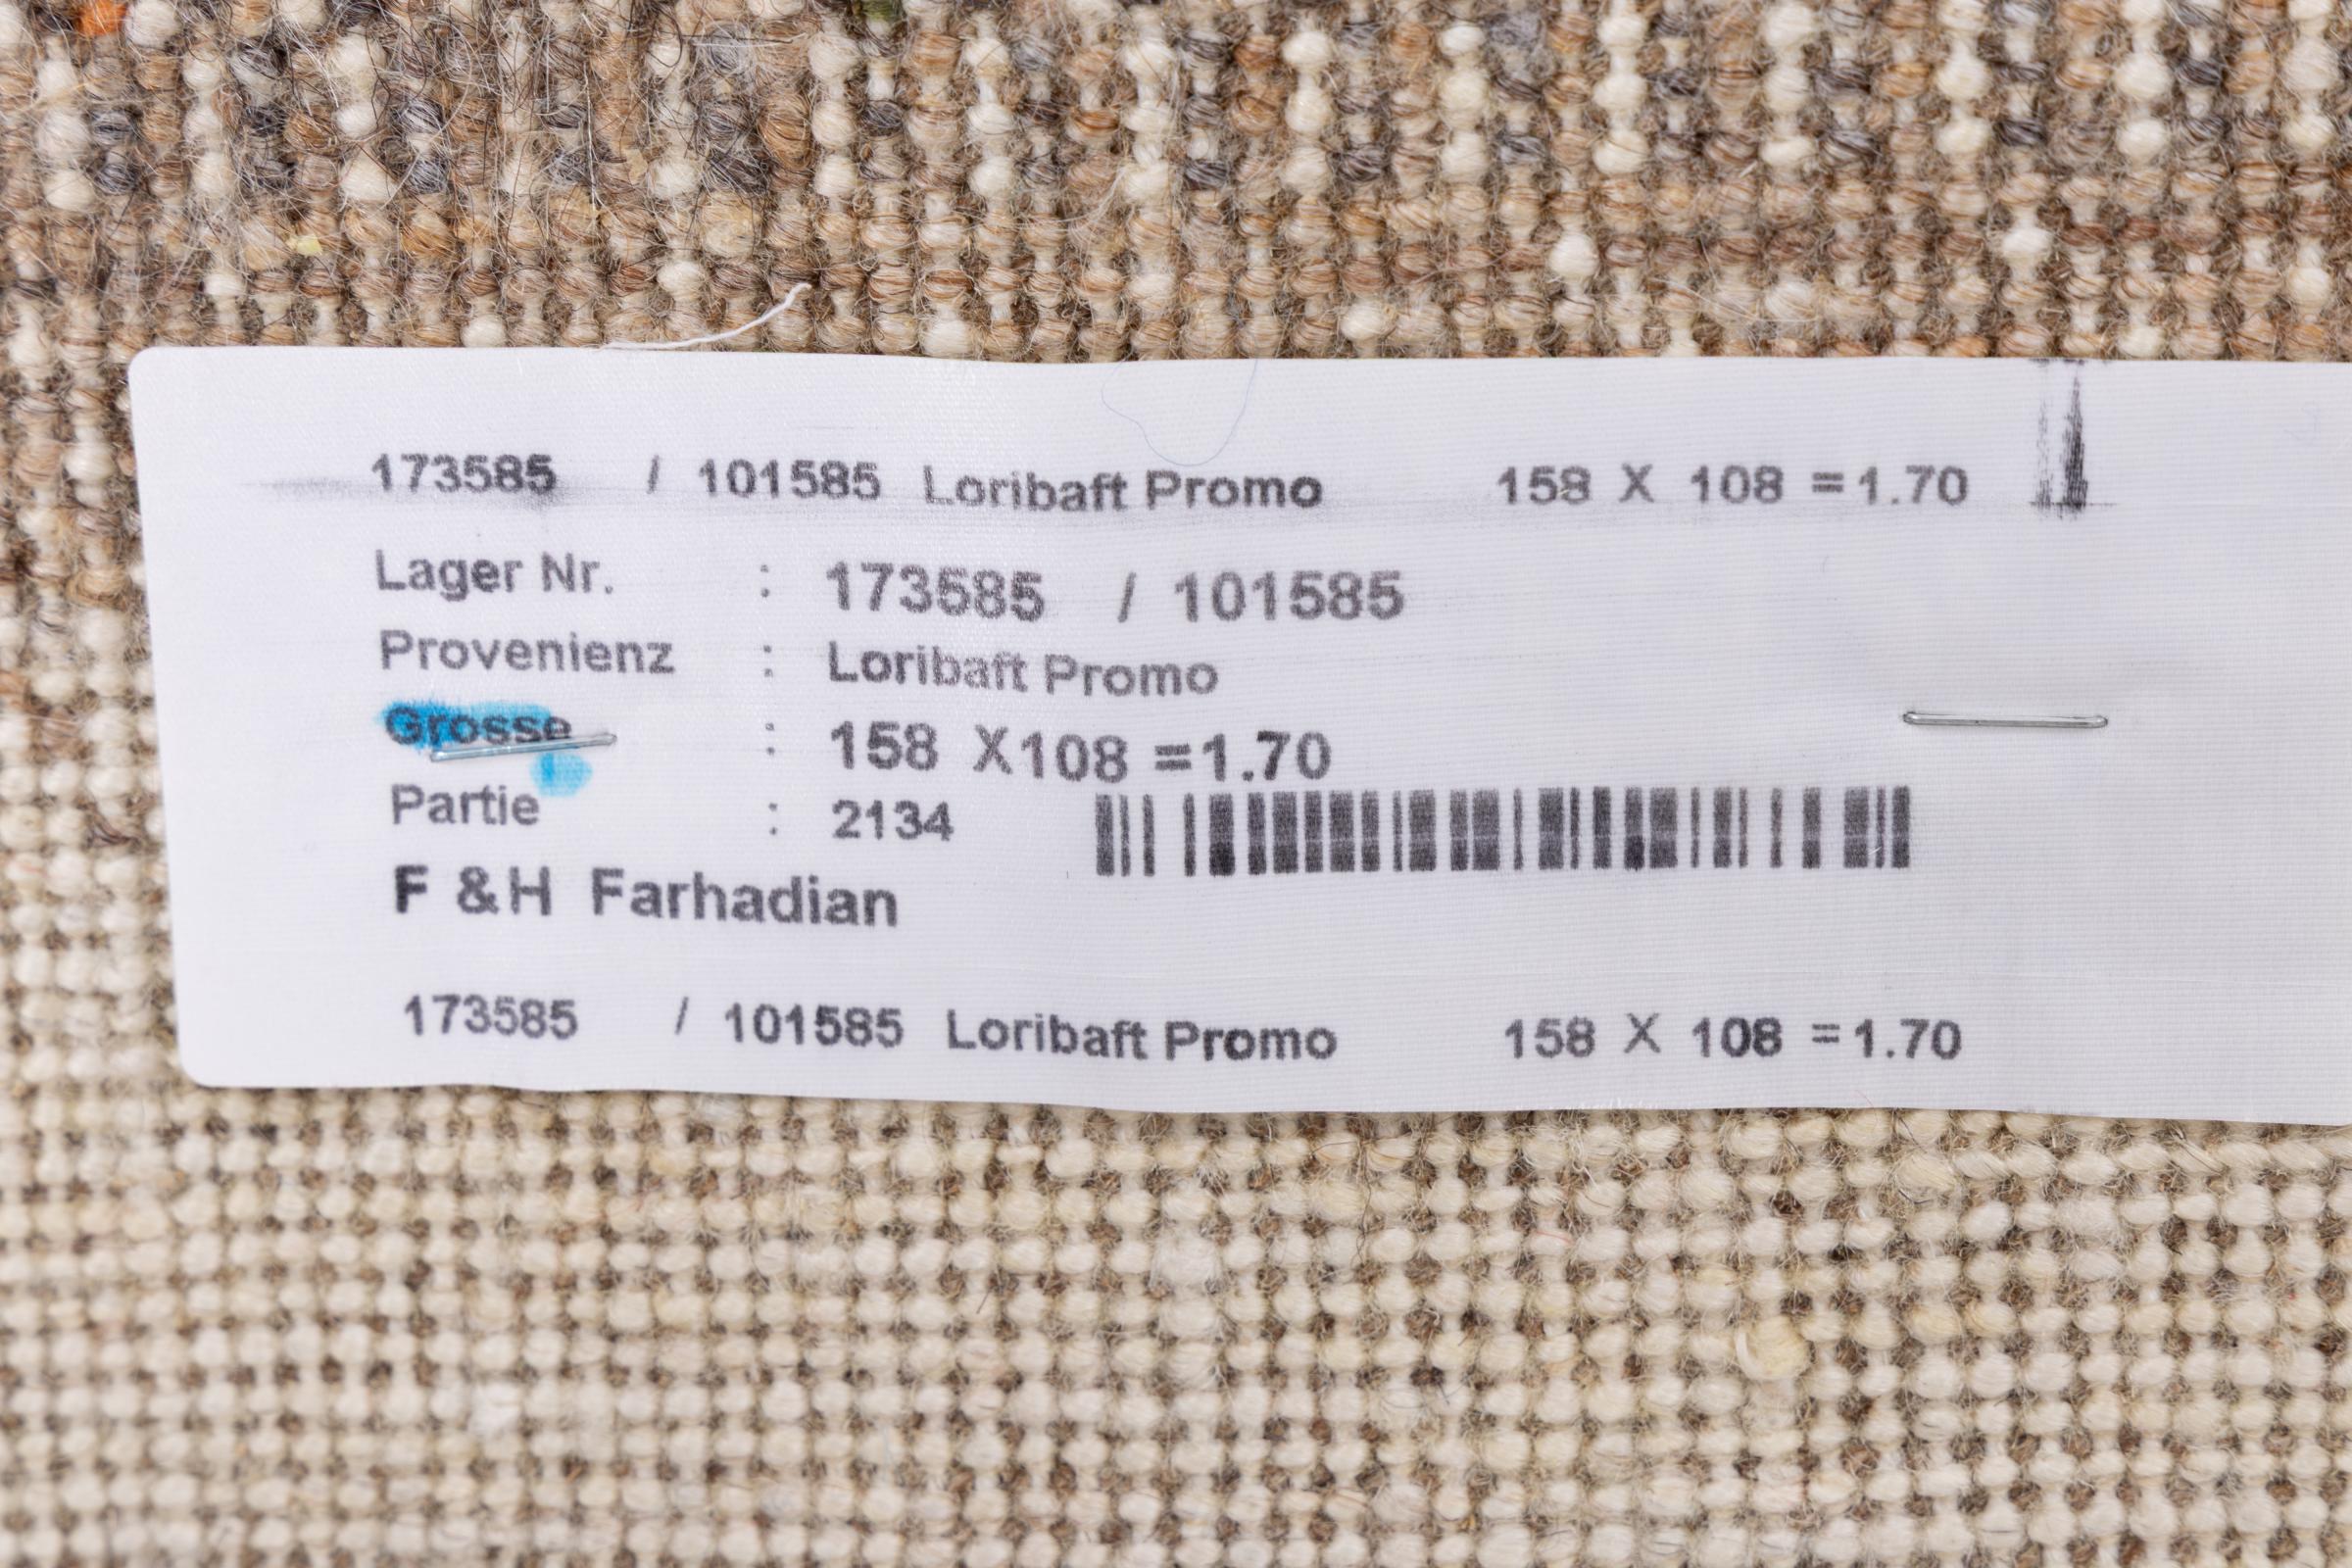 173585 / 101585 Loribaft Promo 158 X 108 =1.70
Lager Nr. : 173585 / 101585
Provenienz : Loribaft Promo
Grosse : 158 X108 =1.70
Partie : 2134
F &H Farhadian
173585 / 101585 Loribaft Promo 158 X 108 =1.70